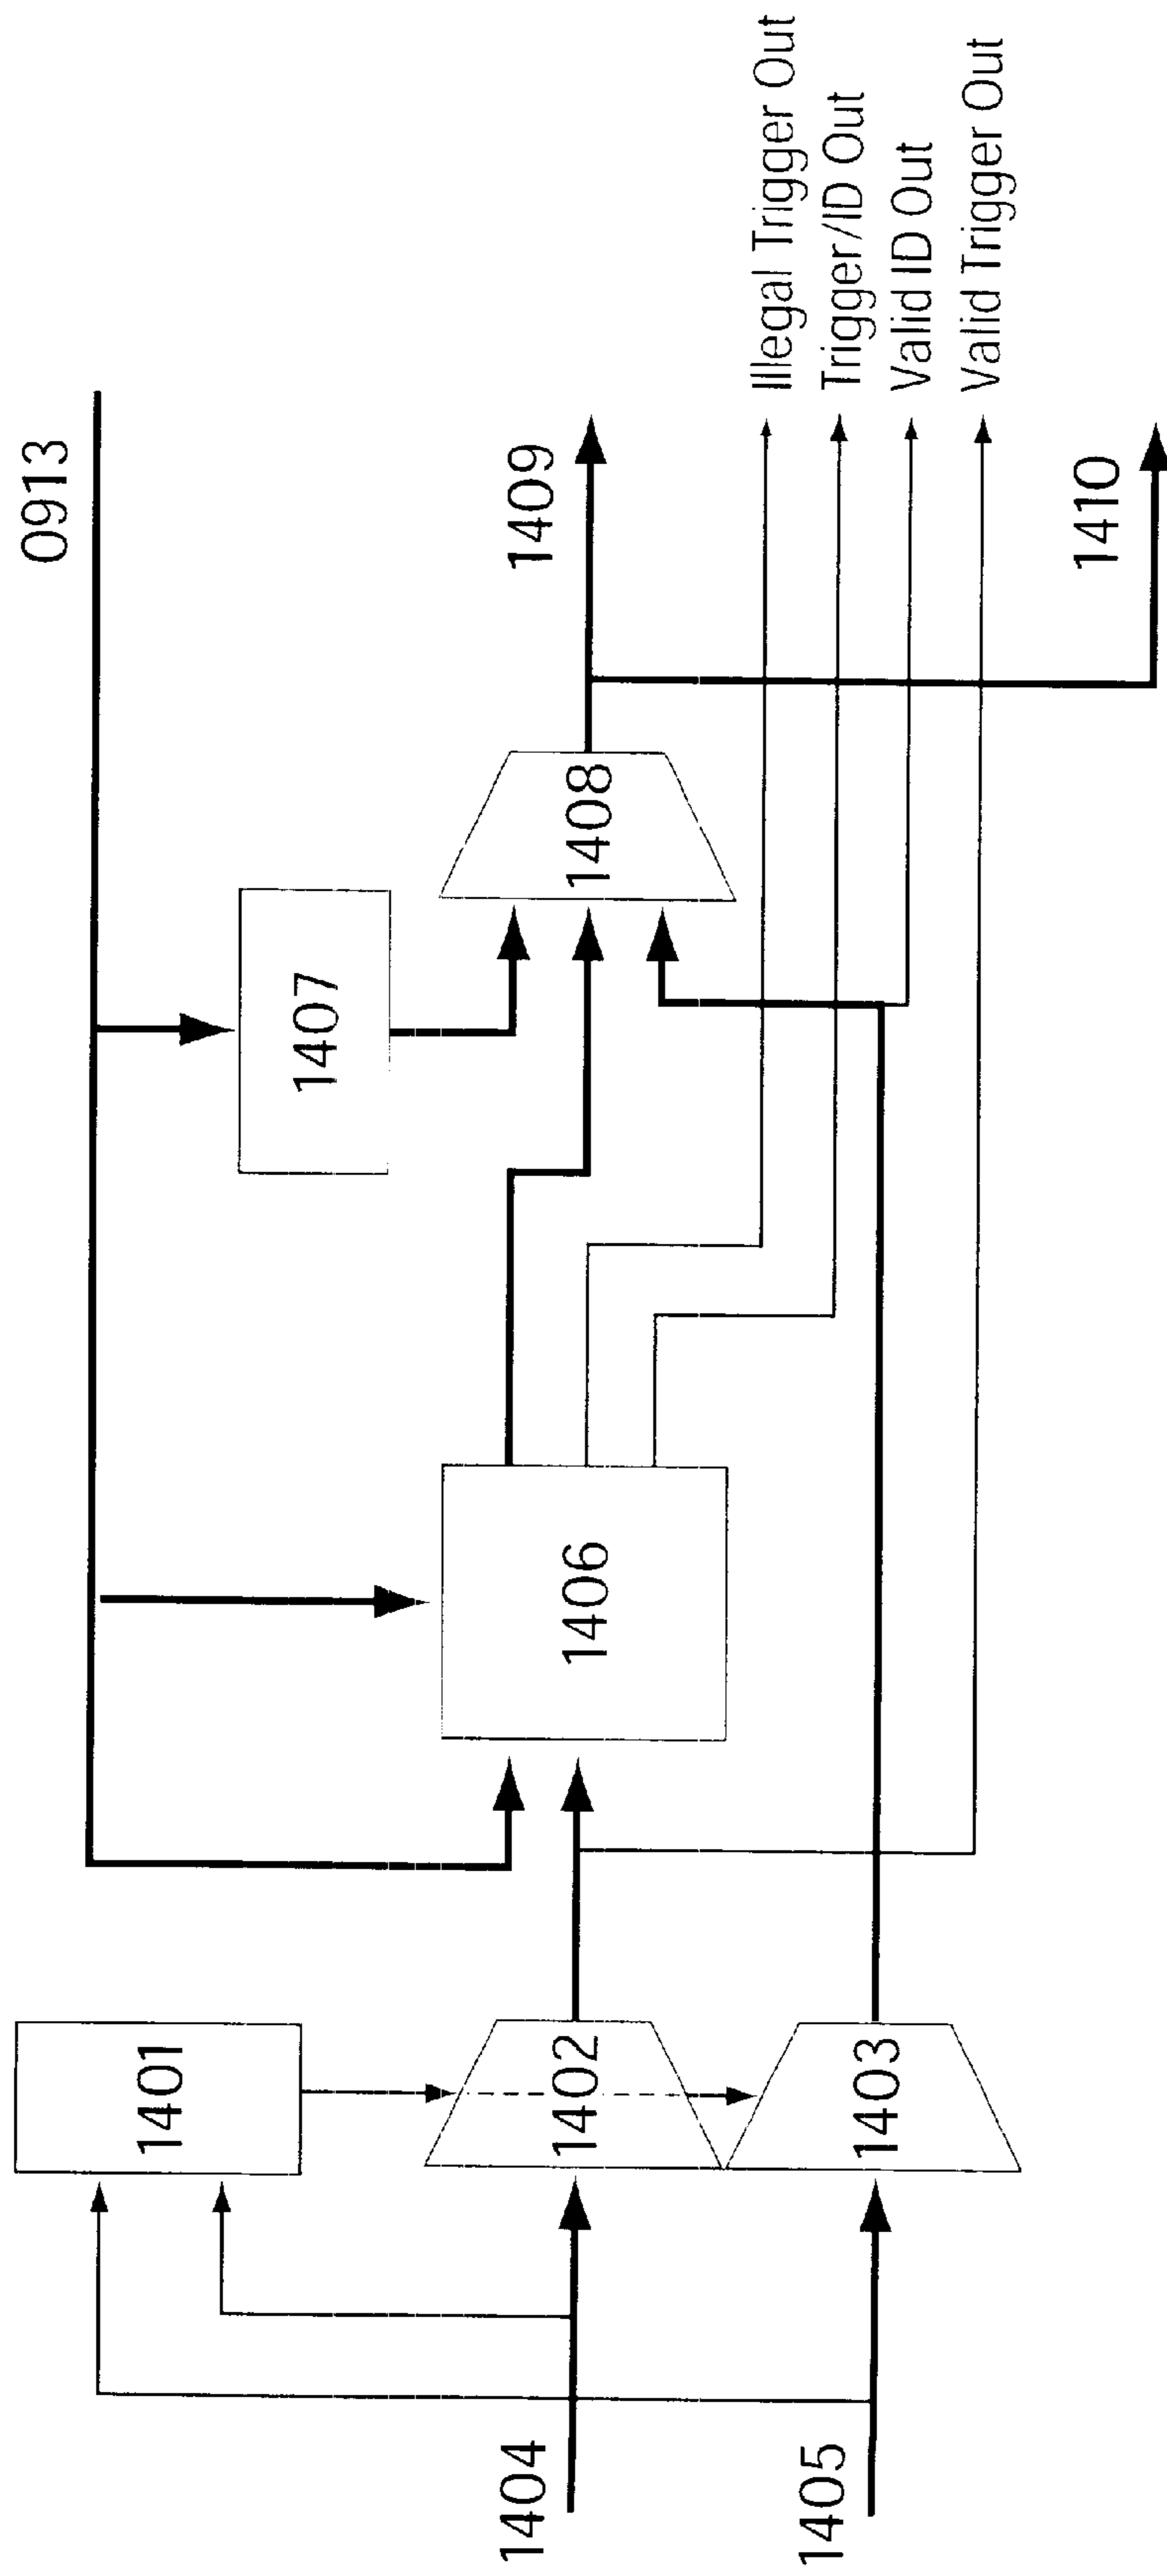 0913
1401
1407
1404
1402
1406
1408
1409
Illegal Trigger Out
Trigger/ID Out
Valid ID Out
Valid Trigger Out
1405
1403
1410